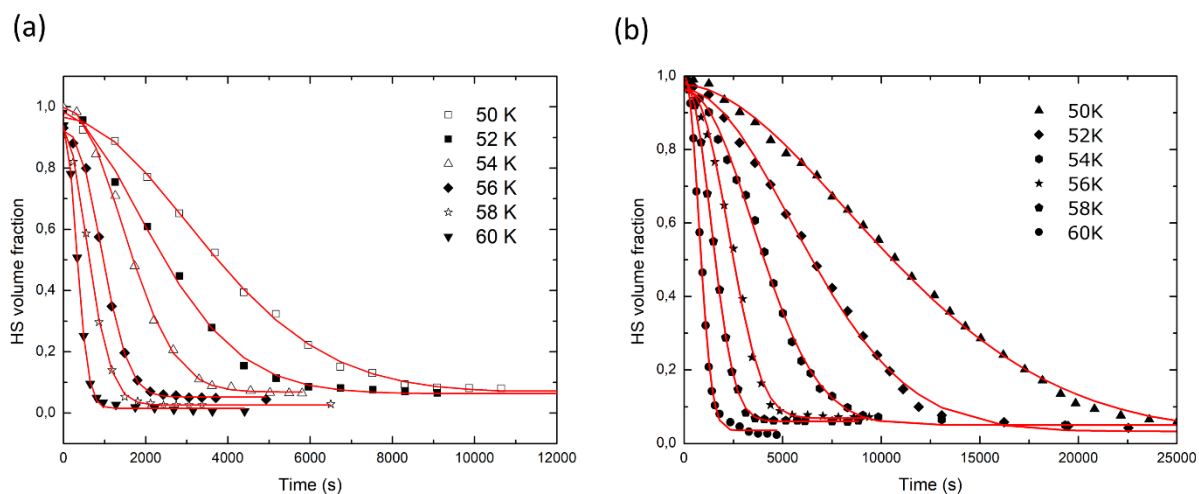 (a)
HS volume fraction
1,0
0,8
0,6
0,4
0,2
0,0
50 K
52 K
54 K
56 K
58 K
60 K
0 2000 4000 6000 8000 10000 12000
Time (s)
(b)
HS volume fraction
1,0
0,8
0,6
0,4
0,2
0,0
50K
52K
54K
56K
58K
60K
0 5000 10000 15000 20000 25000
Time (s)